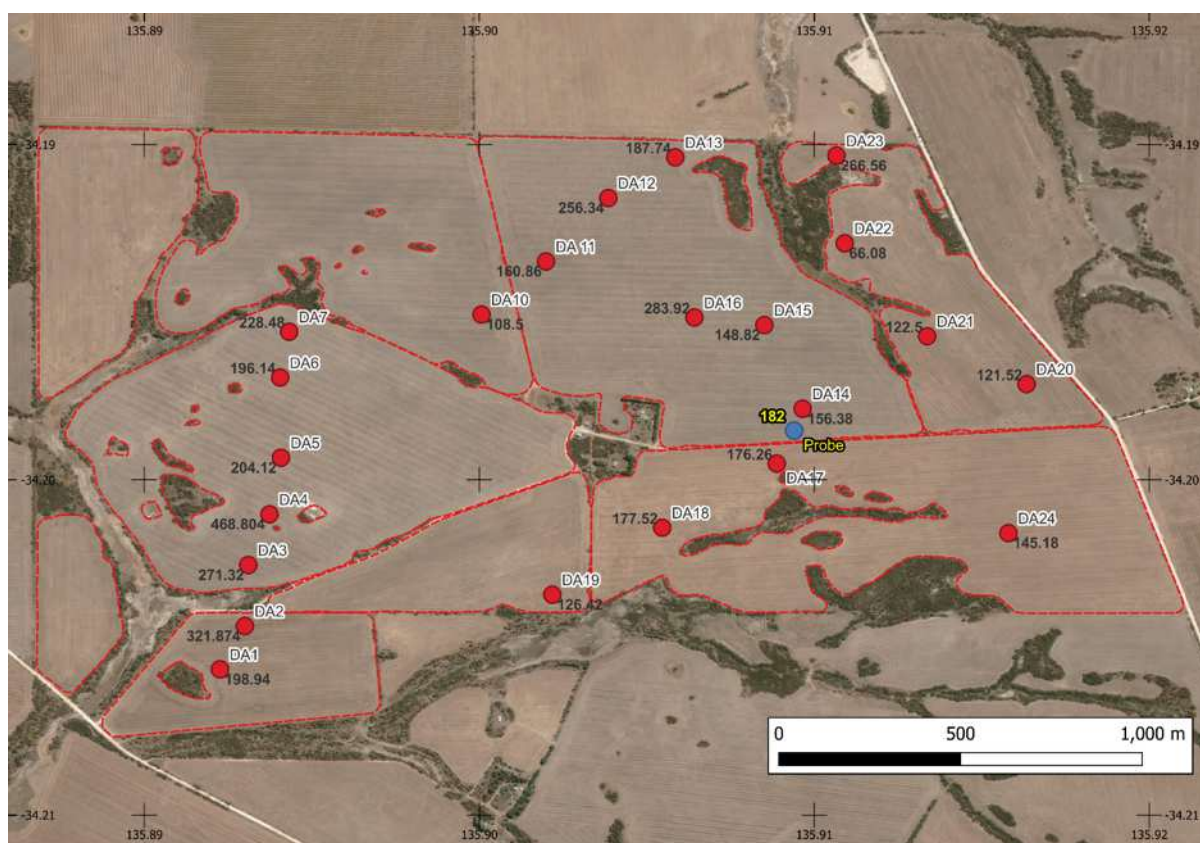 135.89 135.90 135.91 135.92
-34.19 -34.19
DA13
187.74
DA23
266.56
DA12
256.34
DA22
66.08
DA 11
160.86
DA10
108.5
DA16
283.92
DA15
148.82
DA7
228.48
DA21
122.5
DA6
196.14
DA20
121.52
DA14
156.38
182
Probe
DA5
204.12
176.26
DA17
-34.20 -34.20
DA4
468.804
DA18
177.52
DA24
145.18
DA3
271.32
DA19
126.42
DA2
321.874
DA1
198.94
0 500 1,000 m
-34.21 -34.21
135.89 135.90 135.91 135.92